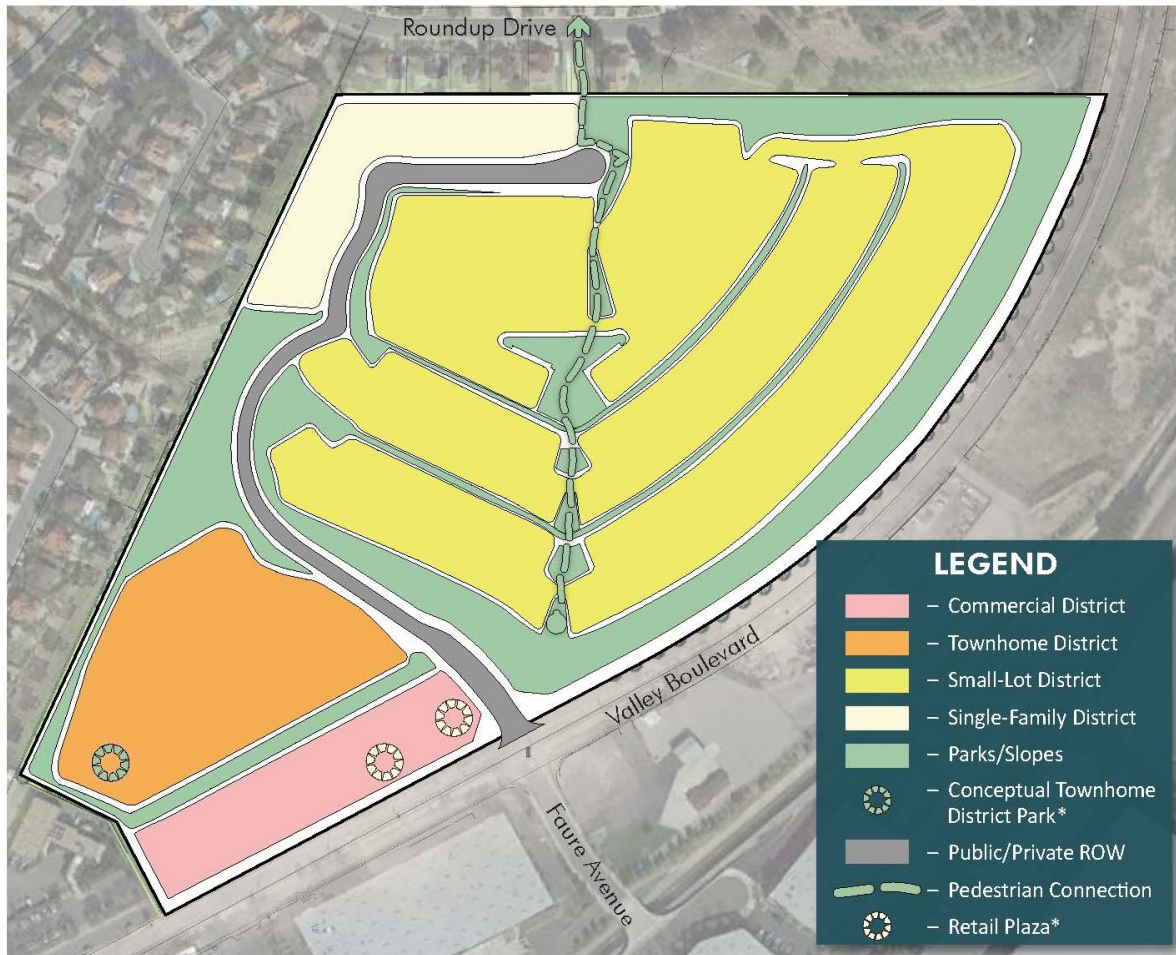 Roundup Drive
Valley Boulevard
Faure Avenue
LEGEND
– Commercial District
– Townhome District
– Small-Lot District
– Single-Family District
– Parks/Slopes
– Conceptual Townhome
District Park*
– Public/Private ROW
– Pedestrian Connection
– Retail Plaza*